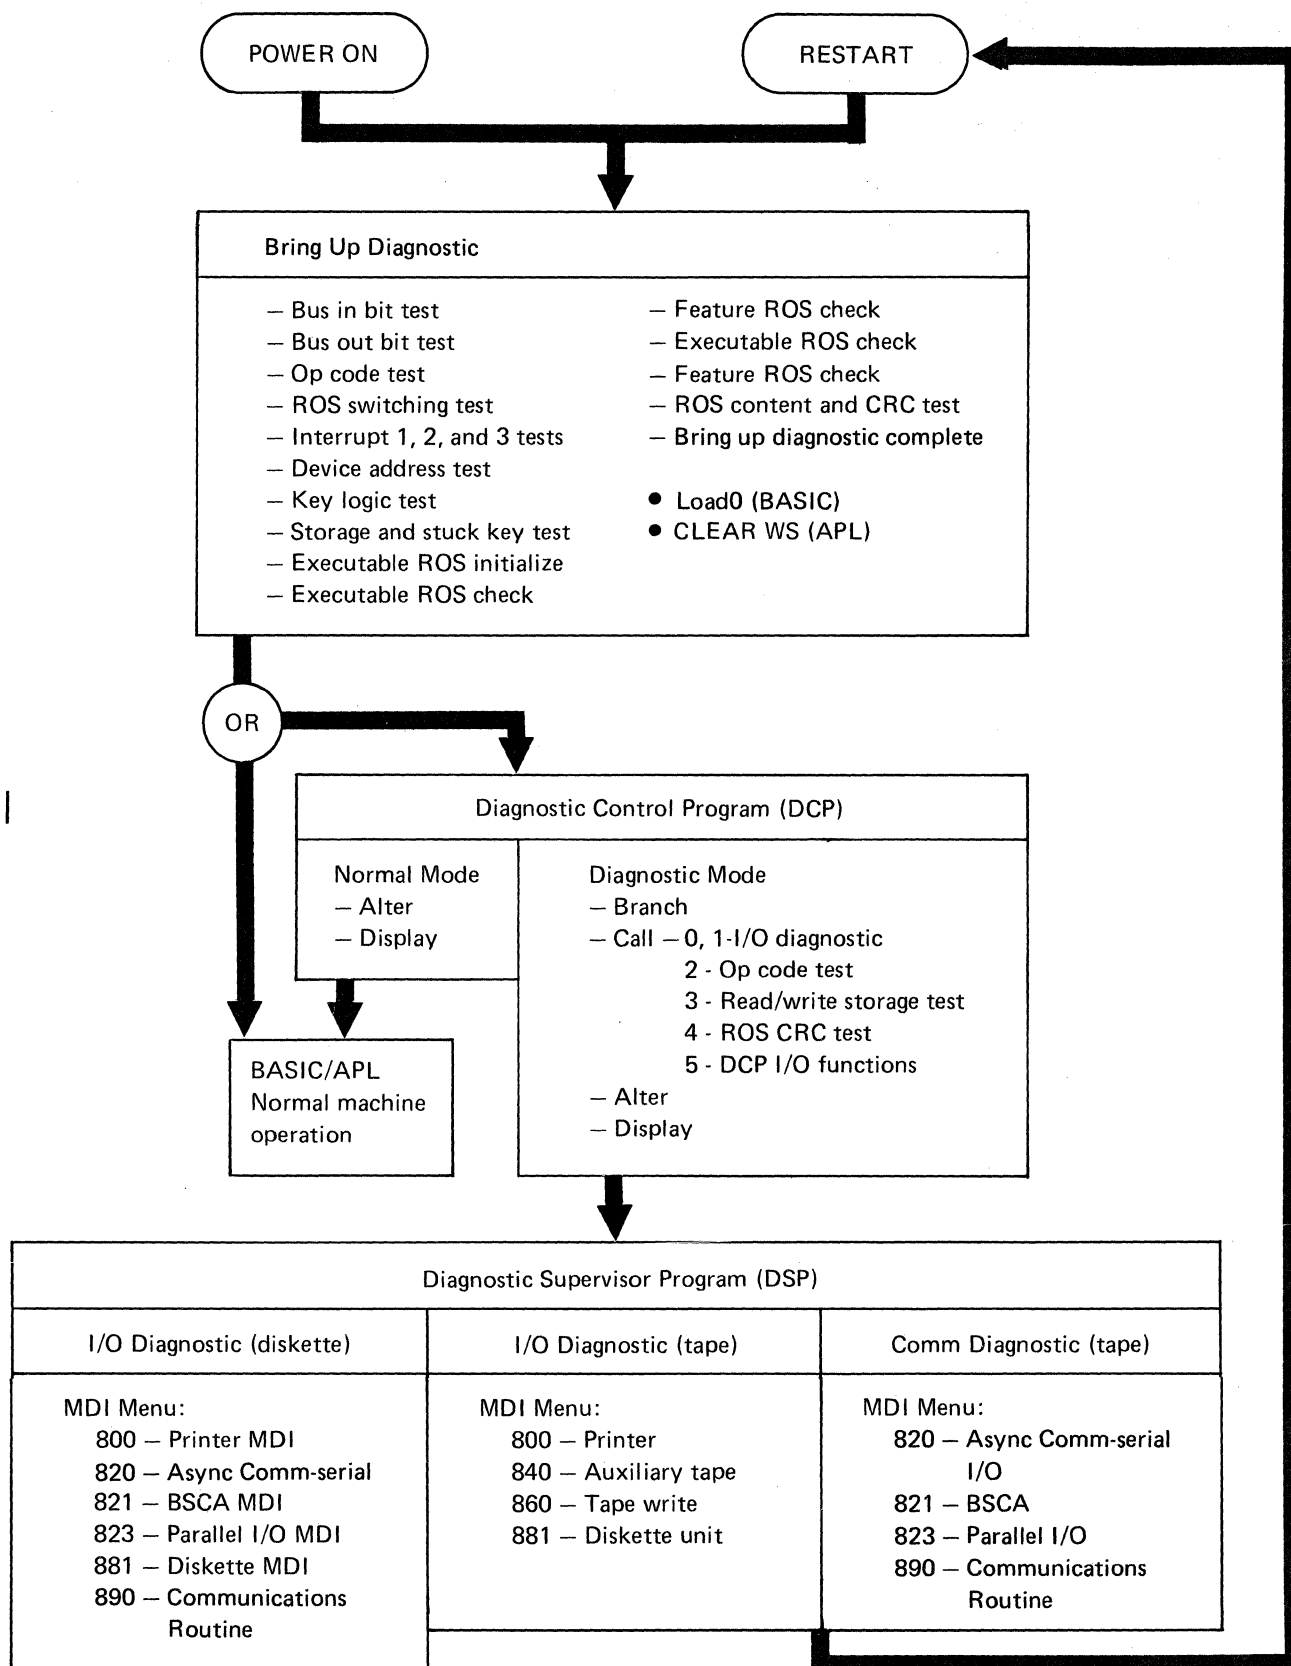 POWER ON
RESTART
Bring Up Diagnostic
— Bus in bit test
— Bus out bit test
— Op code test
— ROS switching test
— Interrupt 1, 2, and 3 tests
— Device address test
— Key logic test
— Storage and stuck key test
— Executable ROS initialize
— Executable ROS check
— Feature ROS check
— Executable ROS check
— Feature ROS check
— ROS content and CRC test
— Bring up diagnostic complete
● Load0 (BASIC)
● CLEAR WS (APL)
OR
Diagnostic Control Program (DCP)
Normal Mode
— Alter
— Display
Diagnostic Mode
— Branch
— Call — 0, 1-I/O diagnostic
2 - Op code test
3 - Read/write storage test
4 - ROS CRC test
5 - DCP I/O functions
— Alter
— Display
BASIC/APL
Normal machine
operation
Diagnostic Supervisor Program (DSP)
I/O Diagnostic (diskette)
MDI Menu:
800 — Printer MDI
820 — Async Comm-serial
821 — BSCA MDI
823 — Parallel I/O MDI
881 — Diskette MDI
890 — Communications
Routine
I/O Diagnostic (tape)
MDI Menu:
800 — Printer
840 — Auxiliary tape
860 — Tape write
881 — Diskette unit
Comm Diagnostic (tape)
MDI Menu:
820 — Async Comm-serial
I/O
821 — BSCA
823 — Parallel I/O
890 — Communications
Routine